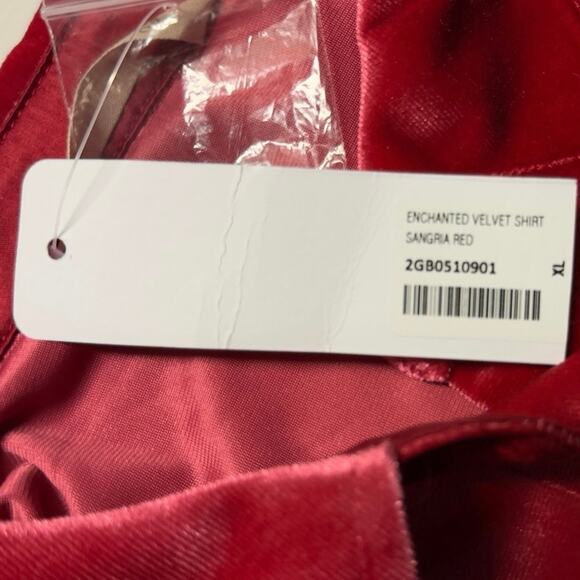 ENCHANTED VELVET SHIRT
SANGRIA RED
2GB0510901
XL